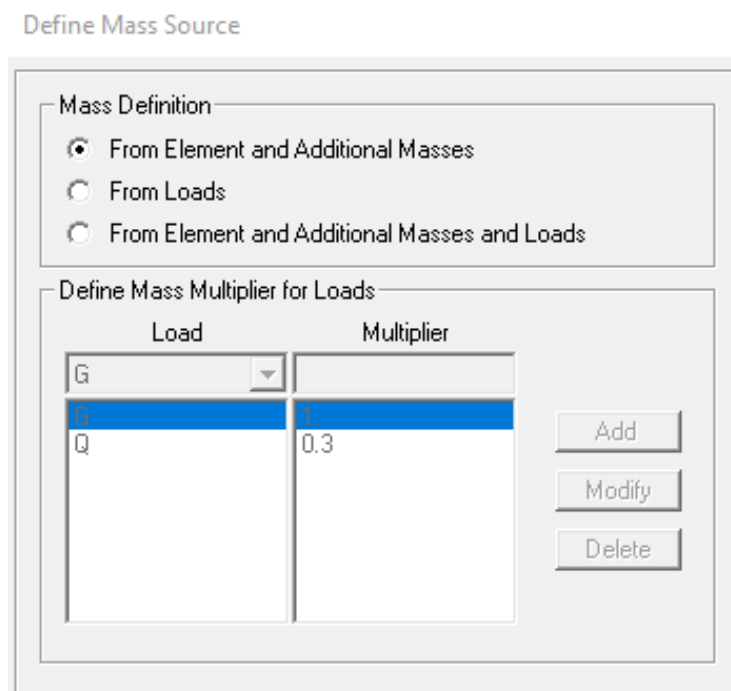 Define Mass Source
Mass Definition
From Element and Additional Masses
From Loads
From Element and Additional Masses and Loads
Define Mass Multiplier for Loads
Load Multiplier
G
G 1.
Q 0.3
Add
Modify
Delete